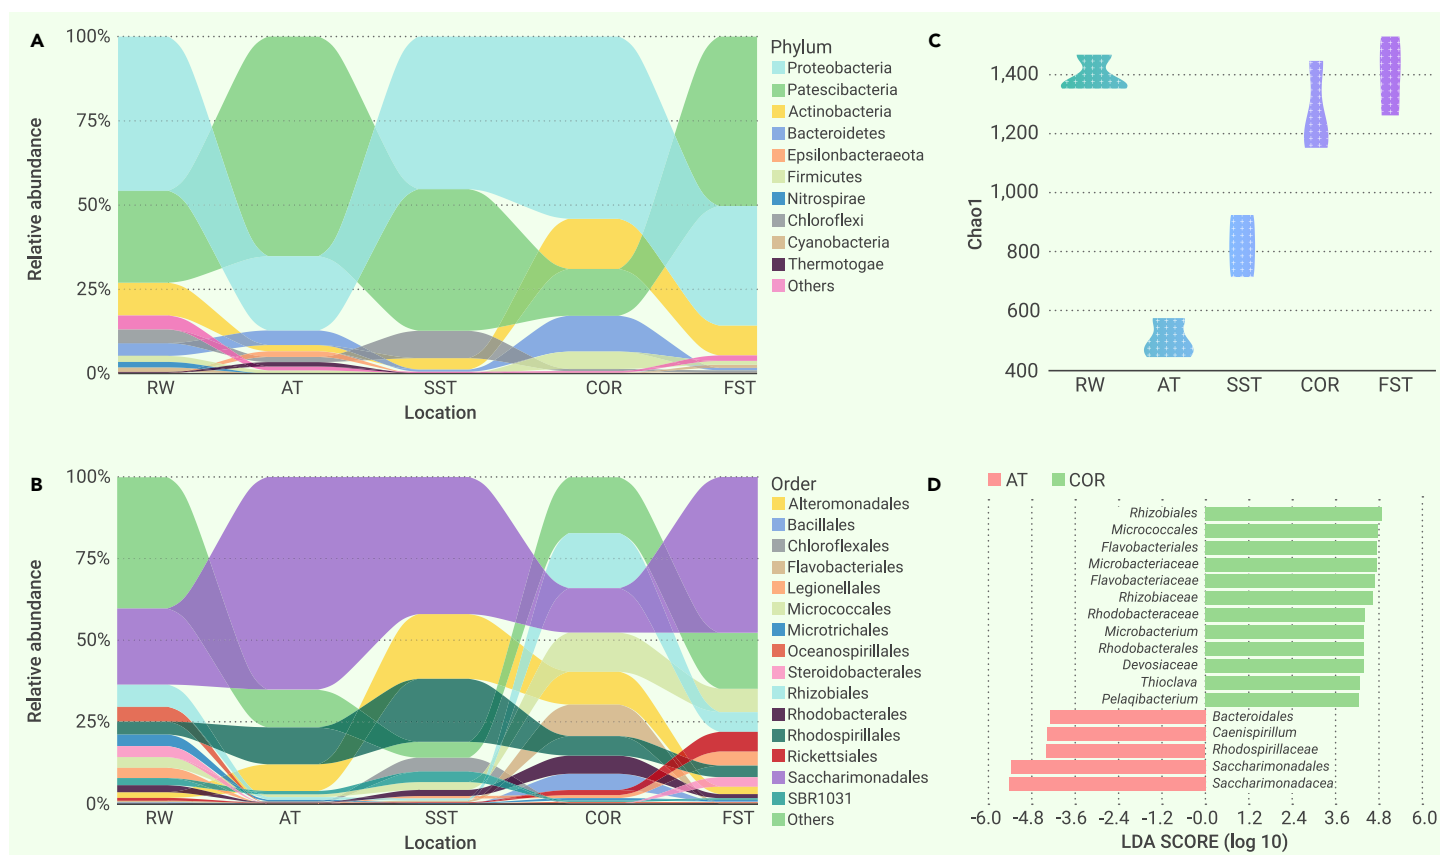 A
100%
75%
50%
25%
0%
Relative abundance
RW
AT
SST
COR
FST
Location
Phylum
Proteobacteria
Patescibacteria
Actinobacteria
Bacteroidetes
Epsilonbacteraeota
Firmicutes
Nitrospirae
Chloroflexi
Cyanobacteria
Thermotogae
Others
B
100%
75%
50%
25%
0%
Relative abundance
RW
AT
SST
COR
FST
Location
Order
Alteromonadales
Bacillales
Chloroflexales
Flavobacteriales
Legionellales
Micrococcales
Microtrichales
Oceanospirillales
Steroidobacterales
Rhizobiales
Rhodobacterales
Rhodospirillales
Rickettsiales
Saccharimonadales
SBR1031
Others
C
1,400
1,200
1,000
800
600
400
Chao1
RW
AT
SST
COR
FST
D
AT
COR
Rhizobiales
Micrococcales
Flavobacteriales
Microbacteriaceae
Flavobacteriaceae
Rhizobiaceae
Rhodobacteraceae
Microbacterium
Rhodobacterales
Devosiaceae
Thioclava
Pelaqibacterium
Bacteroidales
Caenispirillum
Rhodospirillaceae
Saccharimonadales
Saccharimonadacea
-6.0 -4.8 -3.6 -2.4 -1.2 -0.0 1.2 2.4 3.6 4.8 6.0
LDA SCORE (log 10)